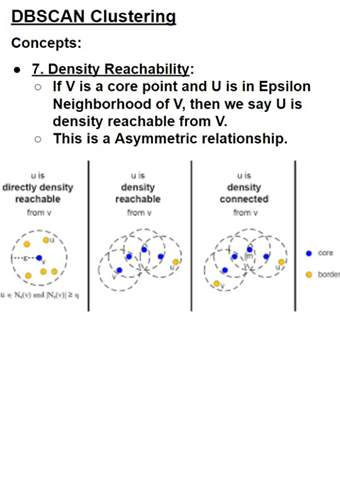 DBSCAN Clustering
Concepts:
● 7. Density Reachability:
○ If V is a core point and U is in Epsilon
Neighborhood of V, then we say U is
density reachable from V.
○ This is a Asymmetric relationship.
u is
directly density
reachable
from v
u is
density
reachable
from v
u is
density
connected
from v
u
ε
v
v
u
m
u
v
core
border
u ∈ Nε(v) and |Nε(v)| ≥ η